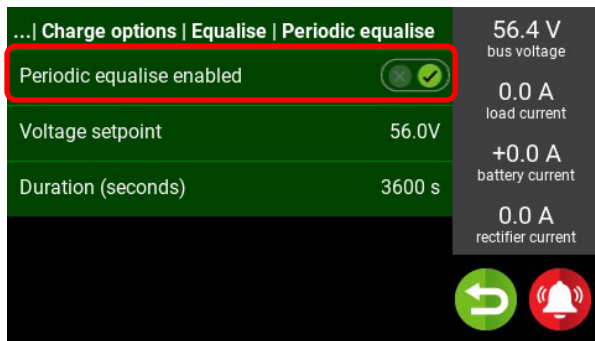 ...| Charge options | Equalise | Periodic equalise
Periodic equalise enabled
Voltage setpoint 56.0V
Duration (seconds) 3600 s
56.4 V
bus voltage
0.0 A
load current
+0.0 A
battery current
0.0 A
rectifier current